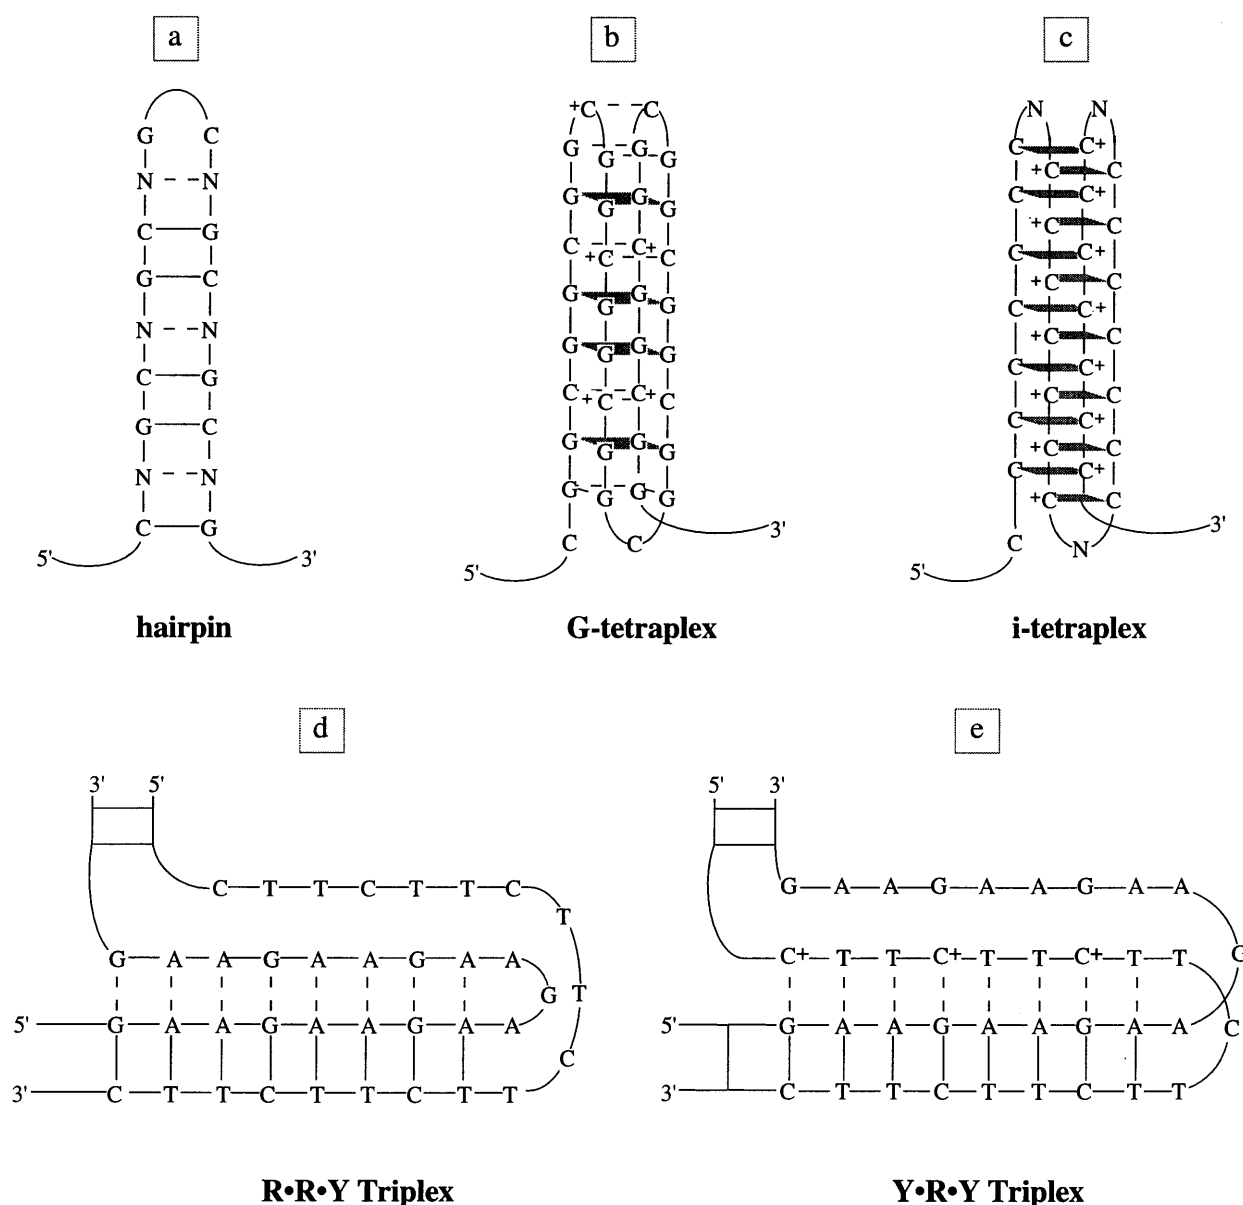 a b c
+C C N N
G C C C+
G G G G +C C
N N C C+
G G G G +C C
C G C C+ C C+
+C C +C C
G C G G C C+
G G +C C
N N G G C C+
G G +C C
C G C C+ C C+
+C C +C C
G C G G C C+
G G +C C
N N G G C C+
G G +C C
C G C C C N
5' 3' 5' 3' 5' 3'
hairpin G-tetraplex i-tetraplex
d e
3' 5' 5' 3'
C T T C T T C G A A G A A G A A
T
G A A G A A G A A C+ T T C+ T T C+ T T G
G T
5' G A A G A A G A A 5' G A A G A A G A A C
C
3' C T T C T T C T T 3' C T T C T T C T T
R•R•Y Triplex Y•R•Y Triplex